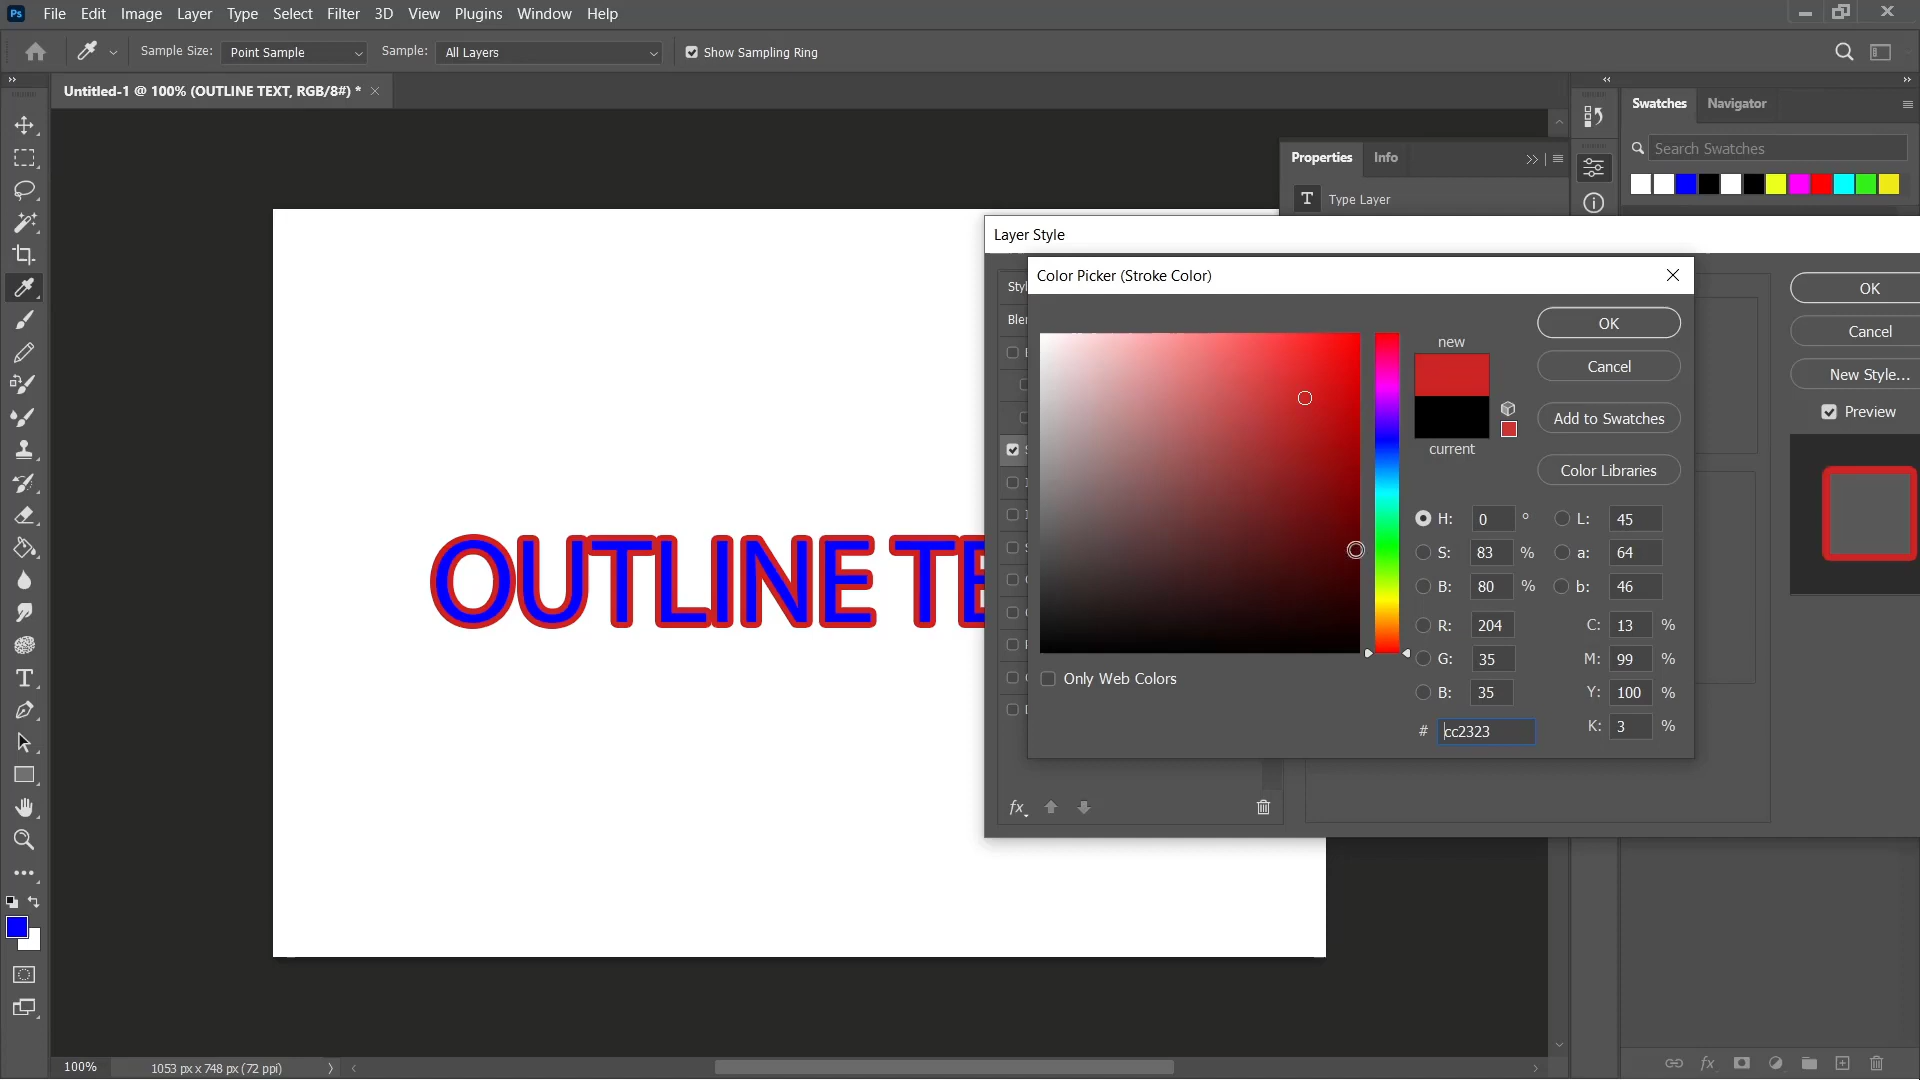 Ps File Edit Image Layer Type Select Filter 3D View Plugins Window Help
Sample Size: Point Sample Sample: All Layers Show Sampling Ring
Untitled-1 @ 100% (OUTLINE TEXT, RGB/8#) *
Swatches Navigator
Search Swatches
Properties Info
T Type Layer
Layer Style
Color Picker (Stroke Color)
OK
Cancel
New Style...
Preview
new
current
OK
Cancel
Add to Swatches
Color Libraries
H: 0 ° L: 45
S: 83 % a: 64
B: 80 % b: 46
R: 204 C: 13 %
G: 35 M: 99 %
B: 35 Y: 100 %
# cc2323 K: 3 %
Only Web Colors
OUTLINE TE
fx
100% 1053 px x 748 px (72 ppi)
fx